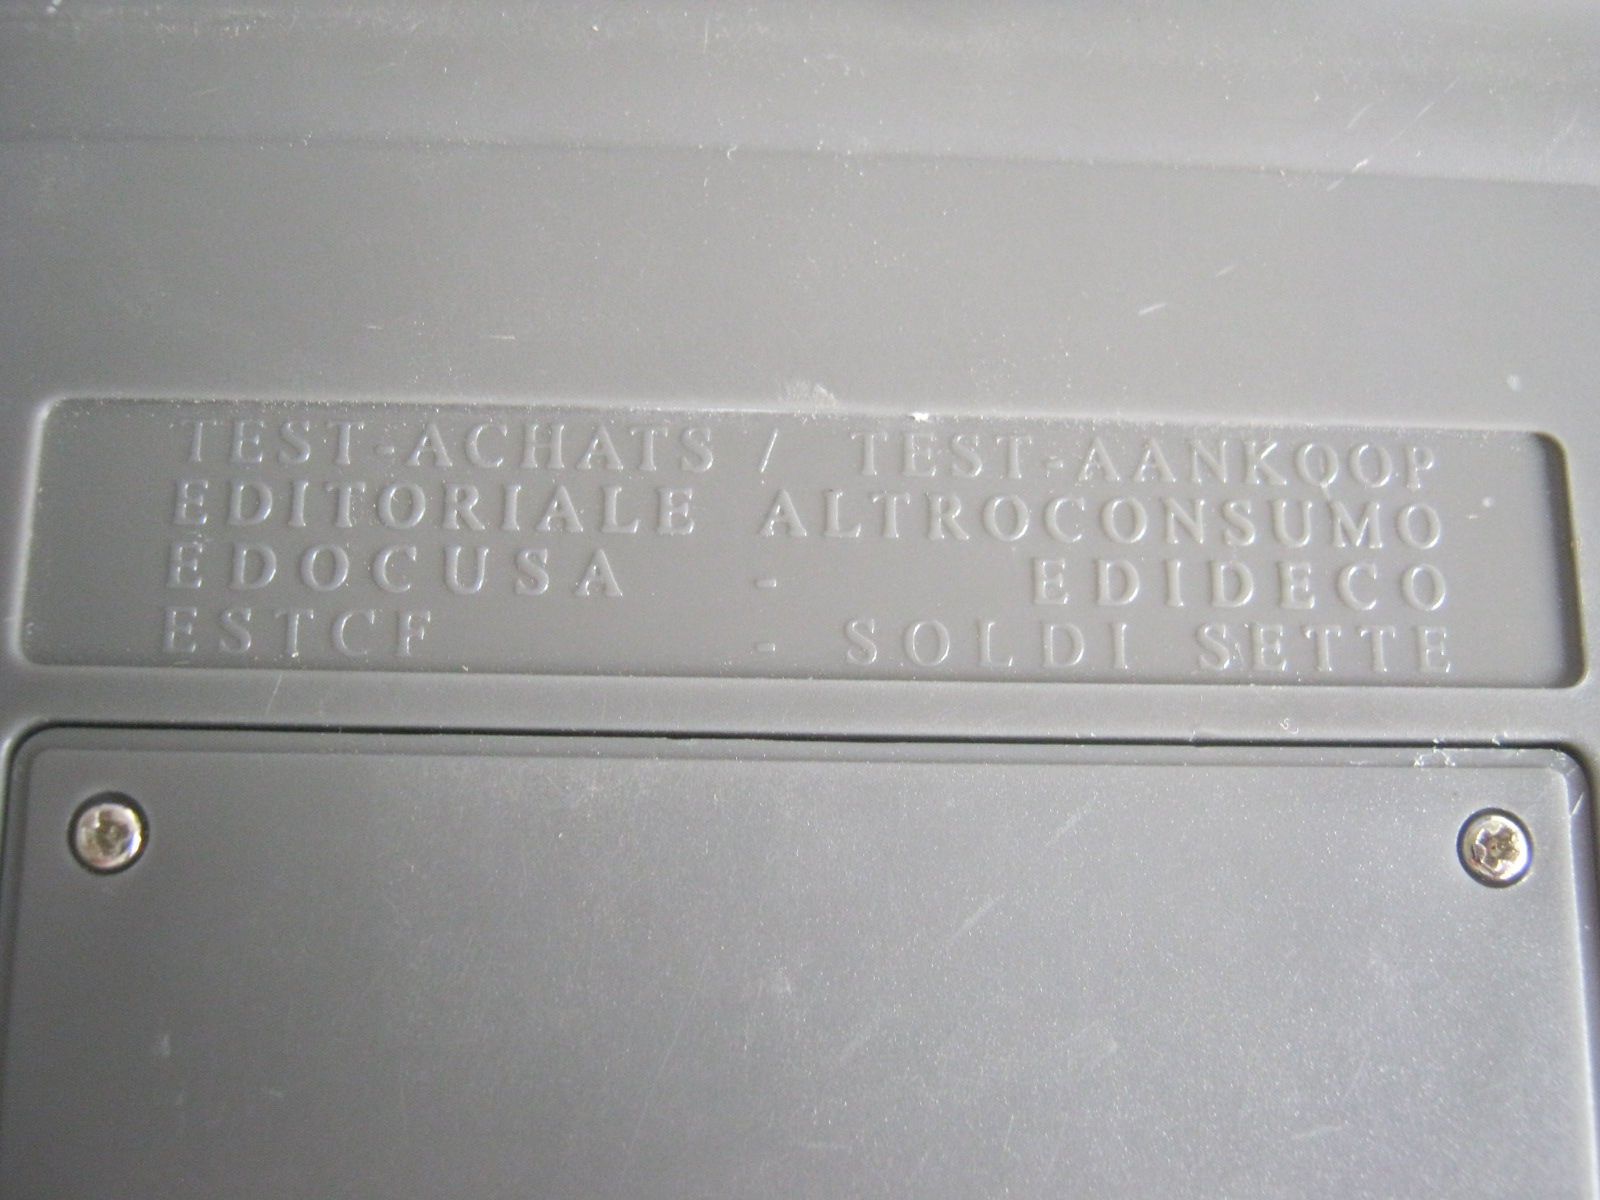 TEST-ACHATS / TEST-AANKOOP
EDITORIALE ALTROCONSUMO
EDOCUSA - EDIDECO
ESTCF - SOLDI SETTE